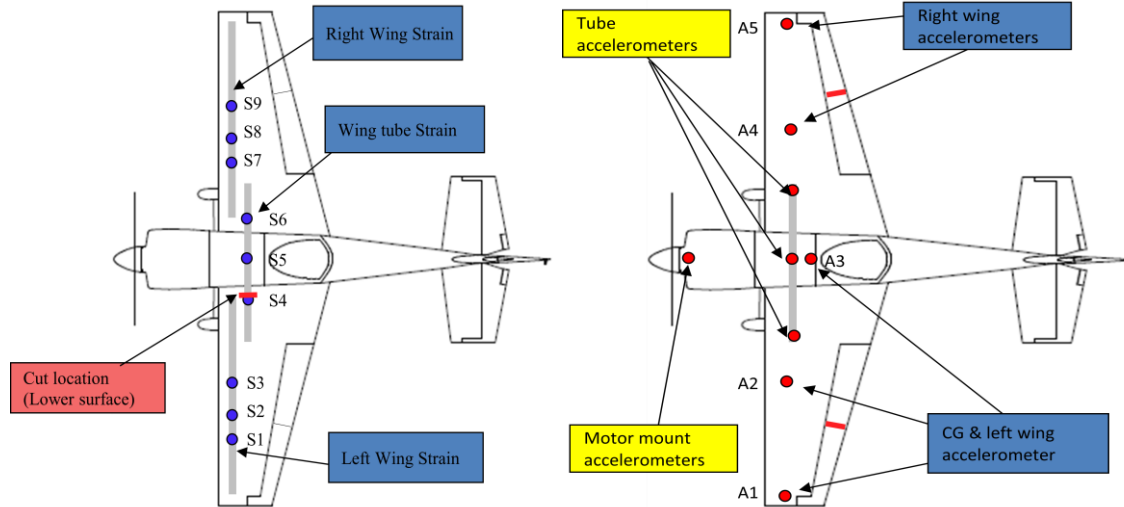 Right Wing Strain
S9
S8
S7
Wing tube Strain
S6
S5
S4
Cut location
(Lower surface)
S3
S2
S1
Left Wing Strain
A5
Tube
accelerometers
Right wing
accelerometers
A4
A3
A2
Motor mount
accelerometers
CG & left wing
accelerometer
A1